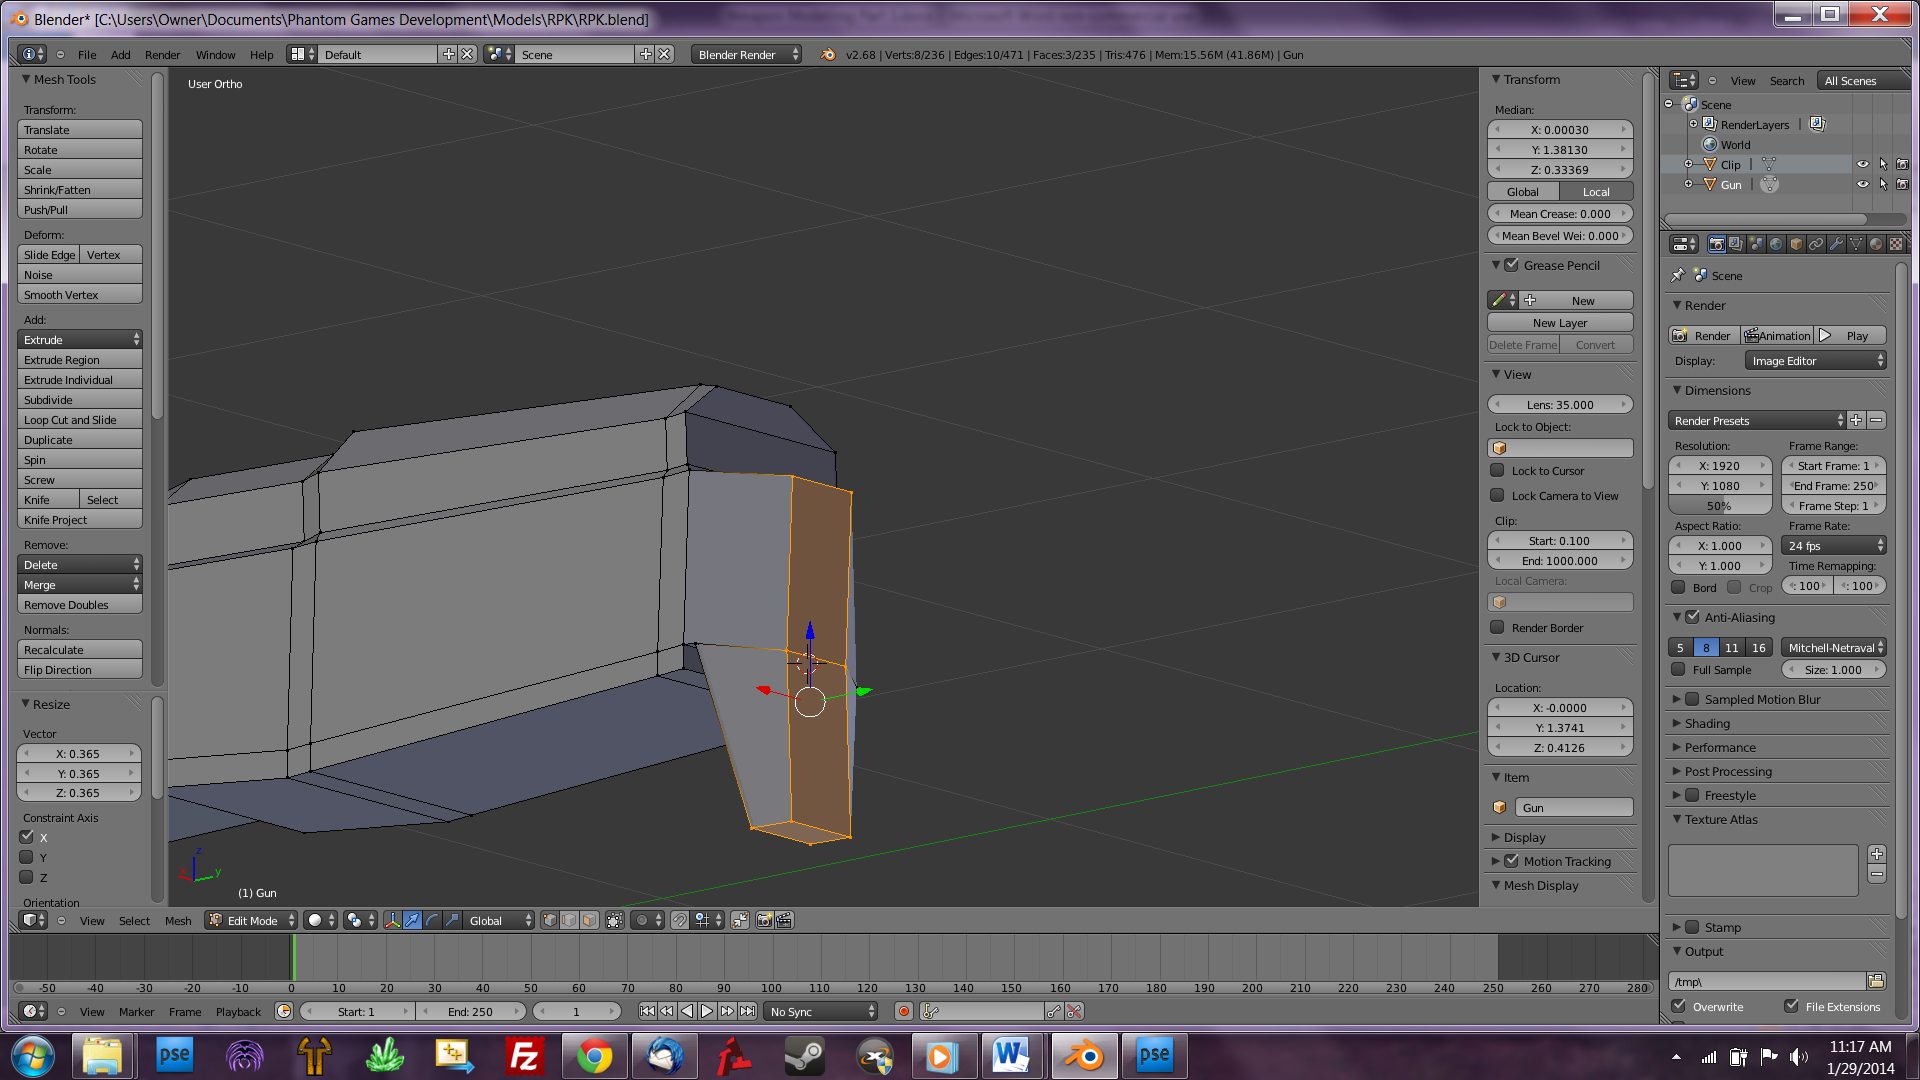 Blender* [C:\Users\Owner\Documents\Phantom Games Development\Models\RPK\RPK.blend]
File Add Render Window Help Default Scene Blender Render v2.68 | Verts:8/236 | Edges:10/471 | Faces:3/235 | Tris:476 | Mem:15.56M (41.86M) | Gun
Mesh Tools
Transform:
Translate
Rotate
Scale
Shrink/Fatten
Push/Pull
Deform:
Slide Edge Vertex
Noise
Smooth Vertex
Add:
Extrude
Extrude Region
Extrude Individual
Subdivide
Loop Cut and Slide
Duplicate
Spin
Screw
Knife Select
Knife Project
Remove:
Delete
Merge
Remove Doubles
Normals:
Recalculate
Flip Direction
Resize
Vector
X: 0.365
Y: 0.365
Z: 0.365
Constraint Axis
X
Y
Z
Orientation
User Ortho
z
y
(1) Gun
Transform
Median:
X: 0.00030
Y: 1.38130
Z: 0.33369
Global Local
Mean Crease: 0.000
Mean Bevel Wei: 0.000
Grease Pencil
New
New Layer
Delete Frame Convert
View
Lens: 35.000
Lock to Object:
Lock to Cursor
Lock Camera to View
Clip:
Start: 0.100
End: 1000.000
Local Camera:
Render Border
3D Cursor
Location:
X: -0.0000
Y: 1.3741
Z: 0.4126
Item
Gun
Display
Motion Tracking
Mesh Display
View Search All Scenes
Scene
RenderLayers |
World
Clip |
Gun |
Scene
Render
Render Animation Play
Display: Image Editor
Dimensions
Render Presets
Resolution: Frame Range:
X: 1920 Start Frame: 1
Y: 1080 End Frame: 250
50% Frame Step: 1
Aspect Ratio: Frame Rate:
X: 1.000 24 fps
Y: 1.000 Time Remapping:
Bord Crop : 100 : 100
Anti-Aliasing
5 8 11 16 Mitchell-Netraval
Full Sample Size: 1.000
Sampled Motion Blur
Shading
Performance
Post Processing
Freestyle
Texture Atlas
Stamp
Output
/tmp\
Overwrite File Extensions
View Select Mesh Edit Mode Global
-50 -40 -30 -20 -10 0 10 20 30 40 50 60 70 80 90 100 110 120 130 140 150 160 170 180 190 200 210 220 230 240 250 260 270 280
View Marker Frame Playback Start: 1 End: 250 1 No Sync
pse Fz W pse
11:17 AM
1/29/2014